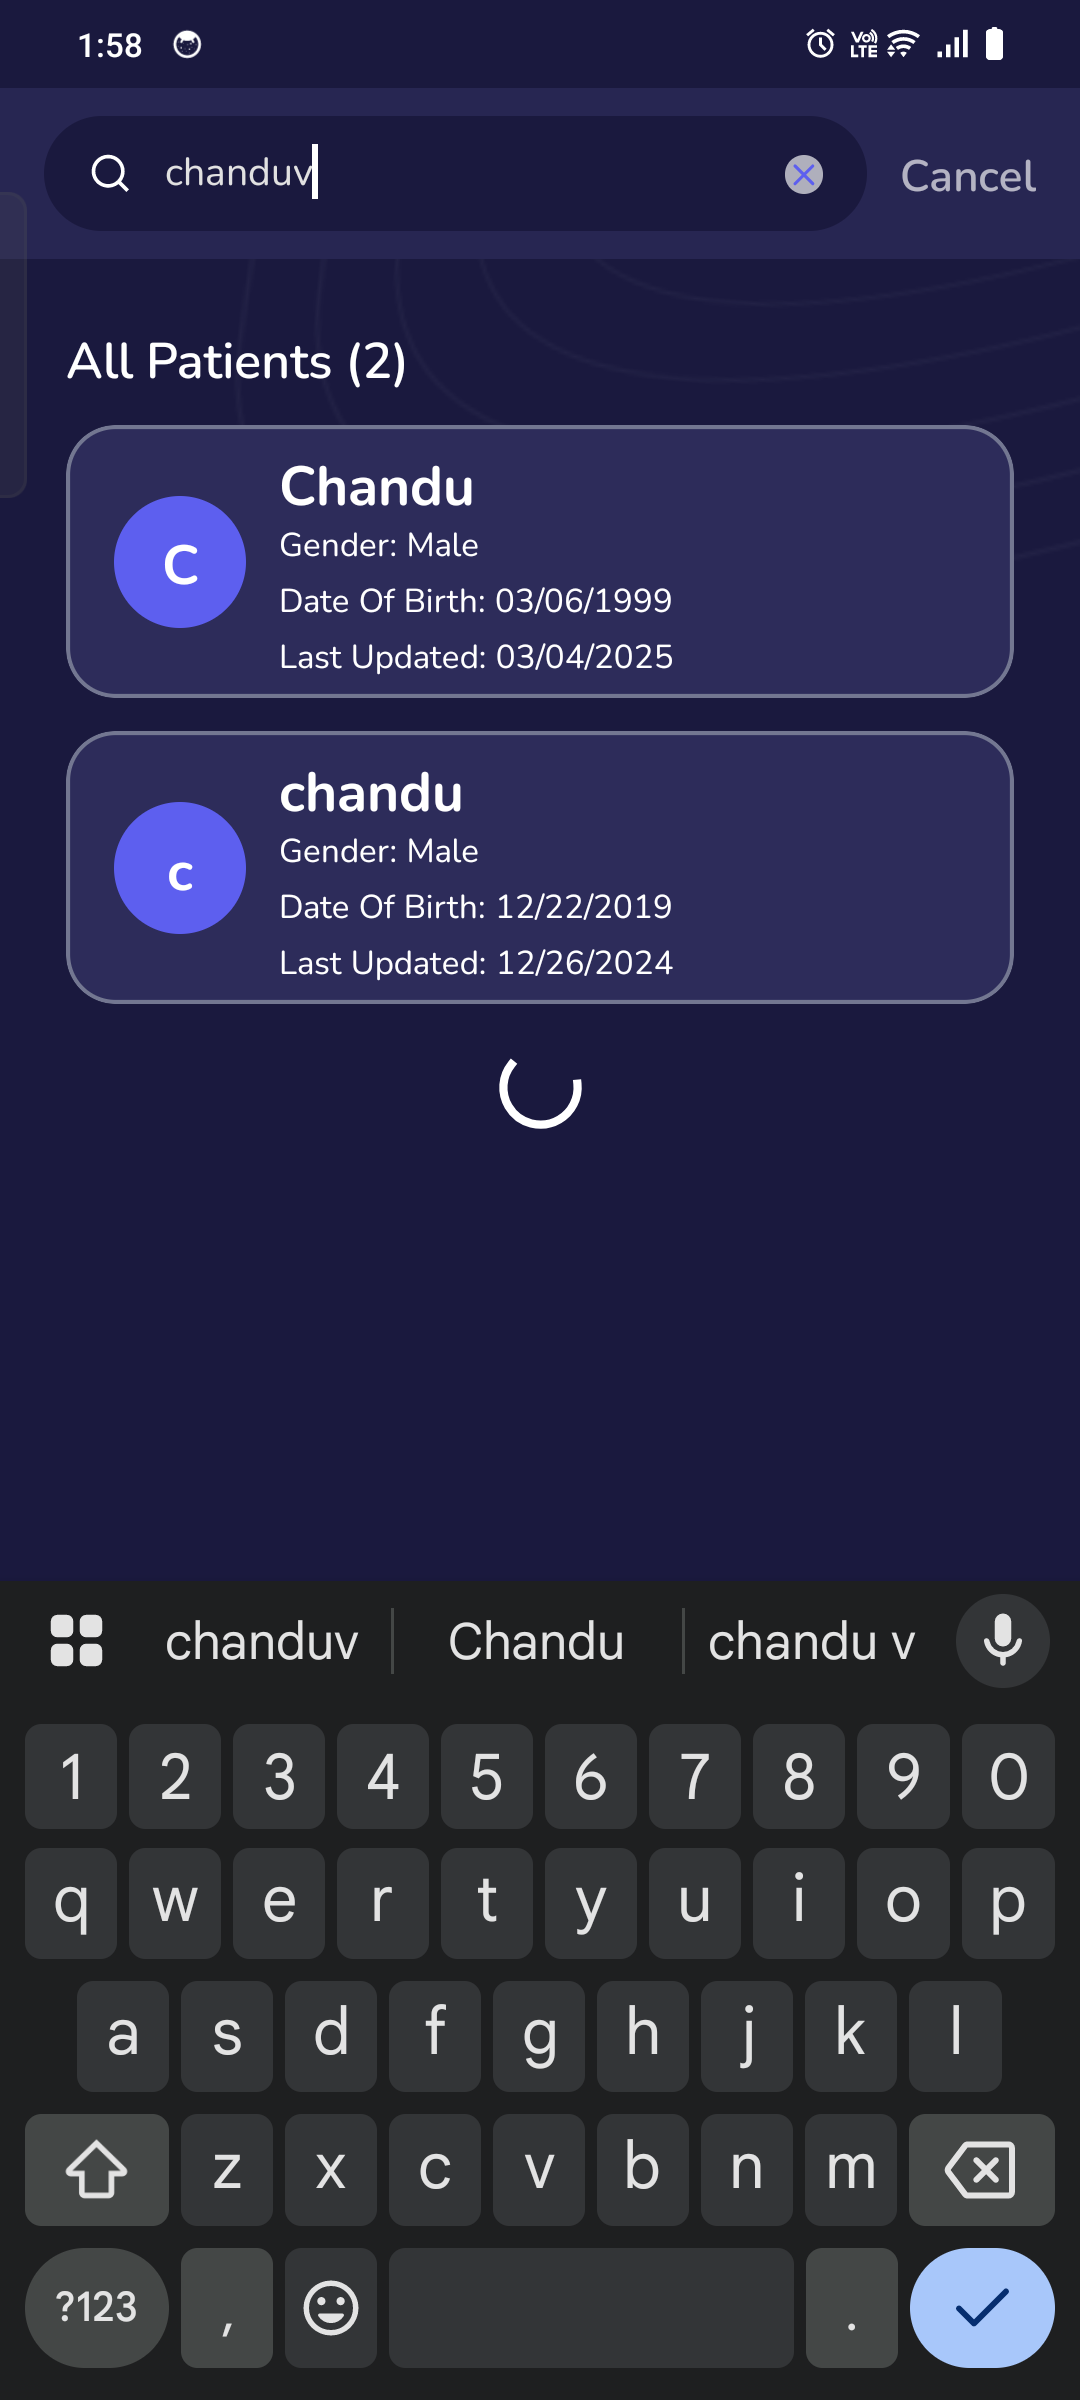 1:58
Vo)) LTE
chanduv
Cancel
All Patients (2)
C
Chandu
Gender: Male
Date Of Birth: 03/06/1999
Last Updated: 03/04/2025
c
chandu
Gender: Male
Date Of Birth: 12/22/2019
Last Updated: 12/26/2024
chanduv Chandu chandu v
1 2 3 4 5 6 7 8 9 0
q w e r t y u i o p
a s d f g h j k l
z x c v b n m
?123 , .